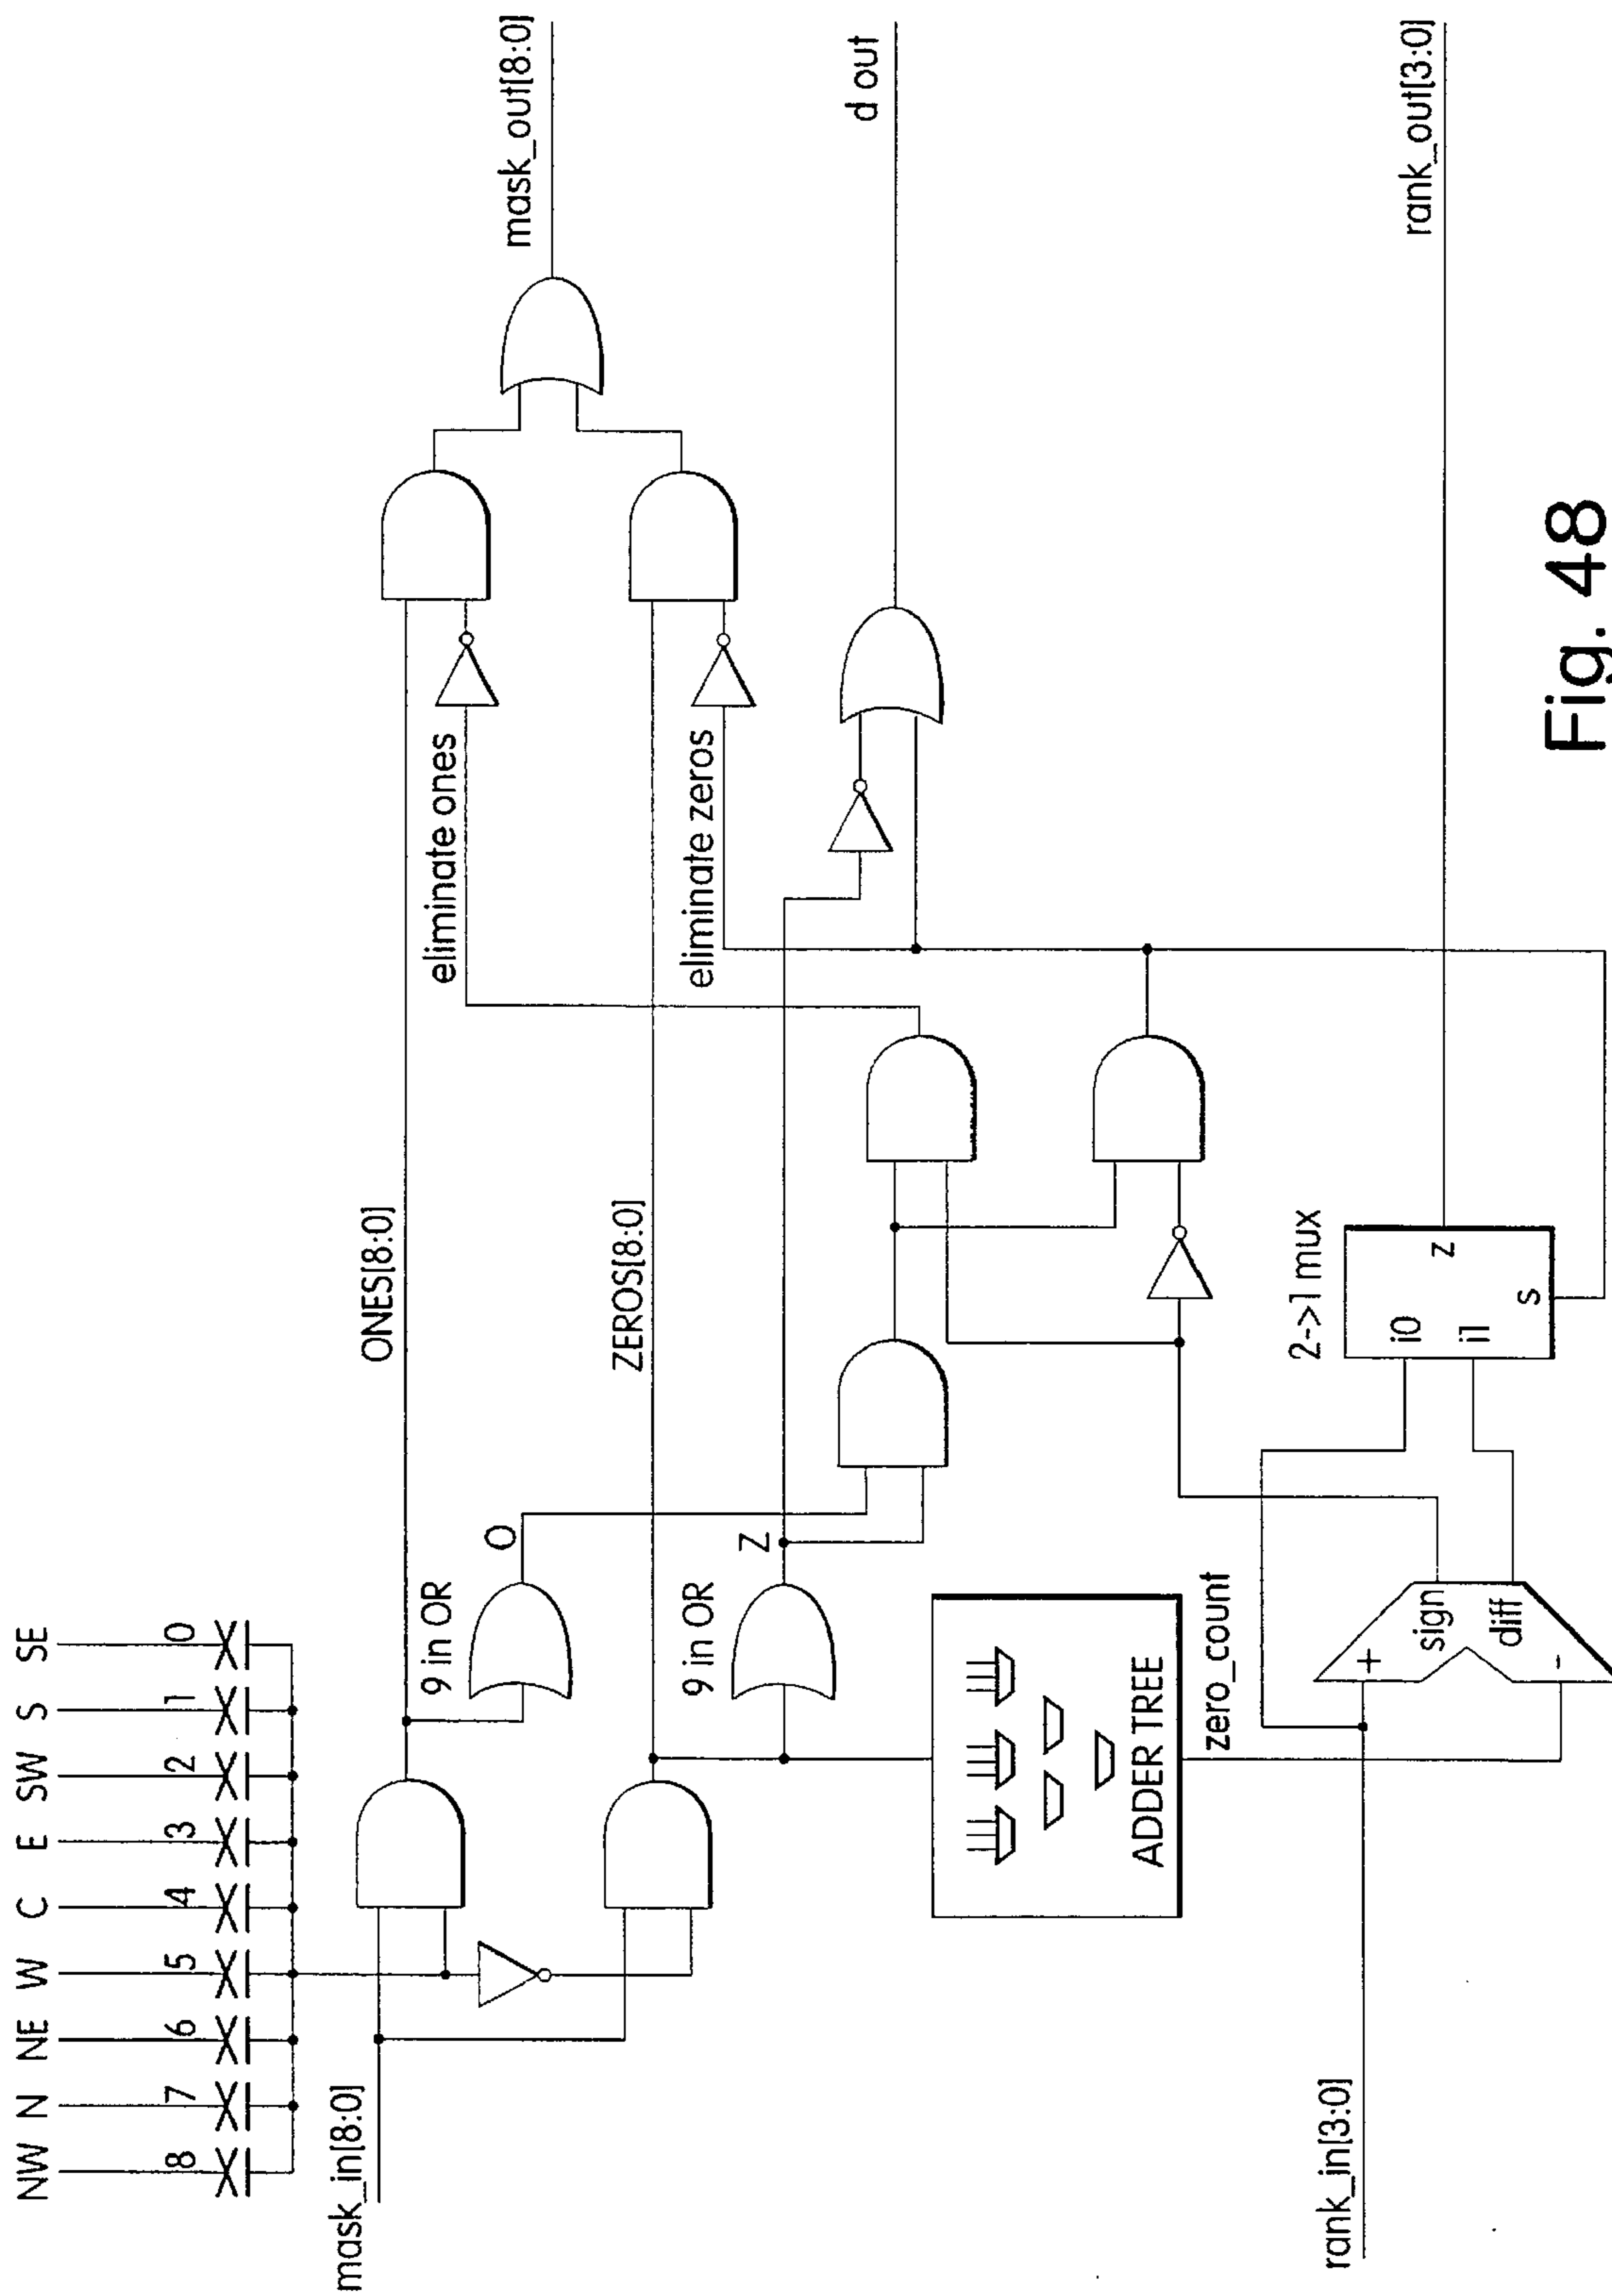 NW N NE W C E SW S SE
8 7 6 5 4 3 2 1 0
mask_in[8:0]
ONES[8:0]
9 in OR
O
eliminate ones
mask_out[8:0]
ZEROS[8:0]
9 in OR
Z
eliminate zeros
d out
ADDER TREE
zero_count
2->1 mux
i0
i1
z
s
rank_in[3:0]
+
-
sign
diff
rank_out[3:0]
Fig. 48